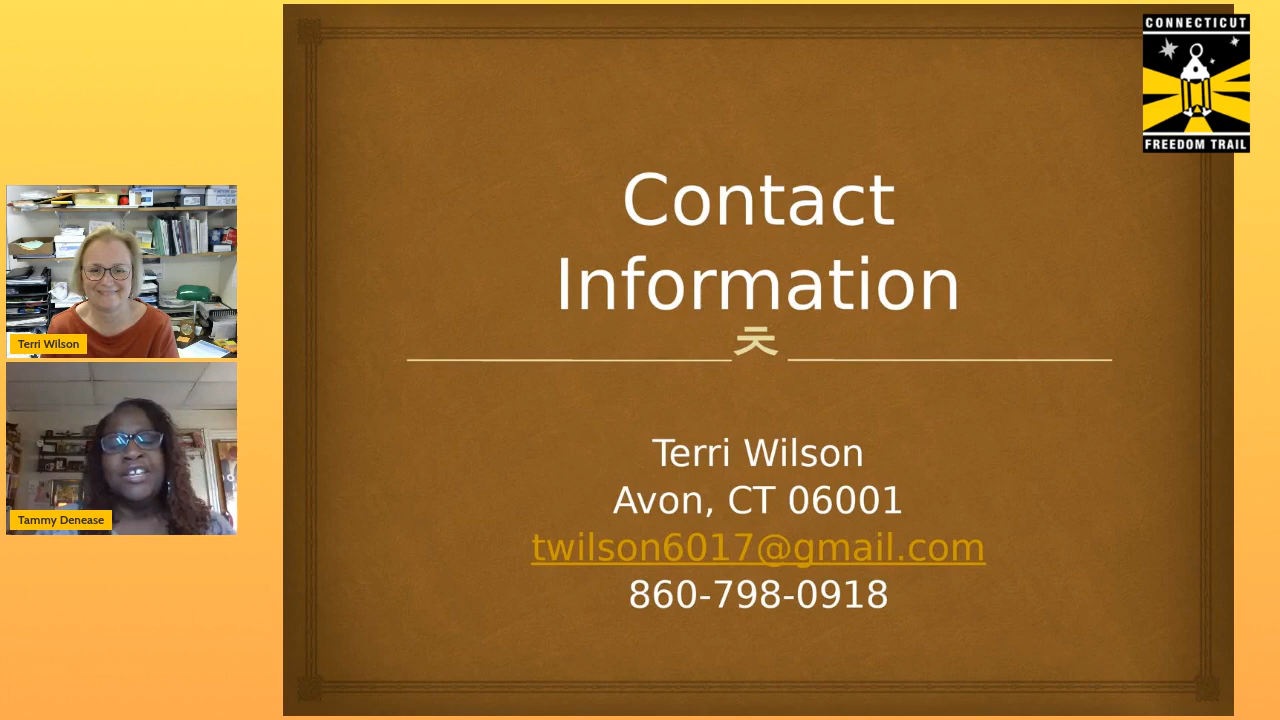 CONNECTICUT
FREEDOM TRAIL
Contact
Information
Terri Wilson
Avon, CT 06001
twilson6017@gmail.com
860-798-0918
Terri Wilson
Tammy Denease